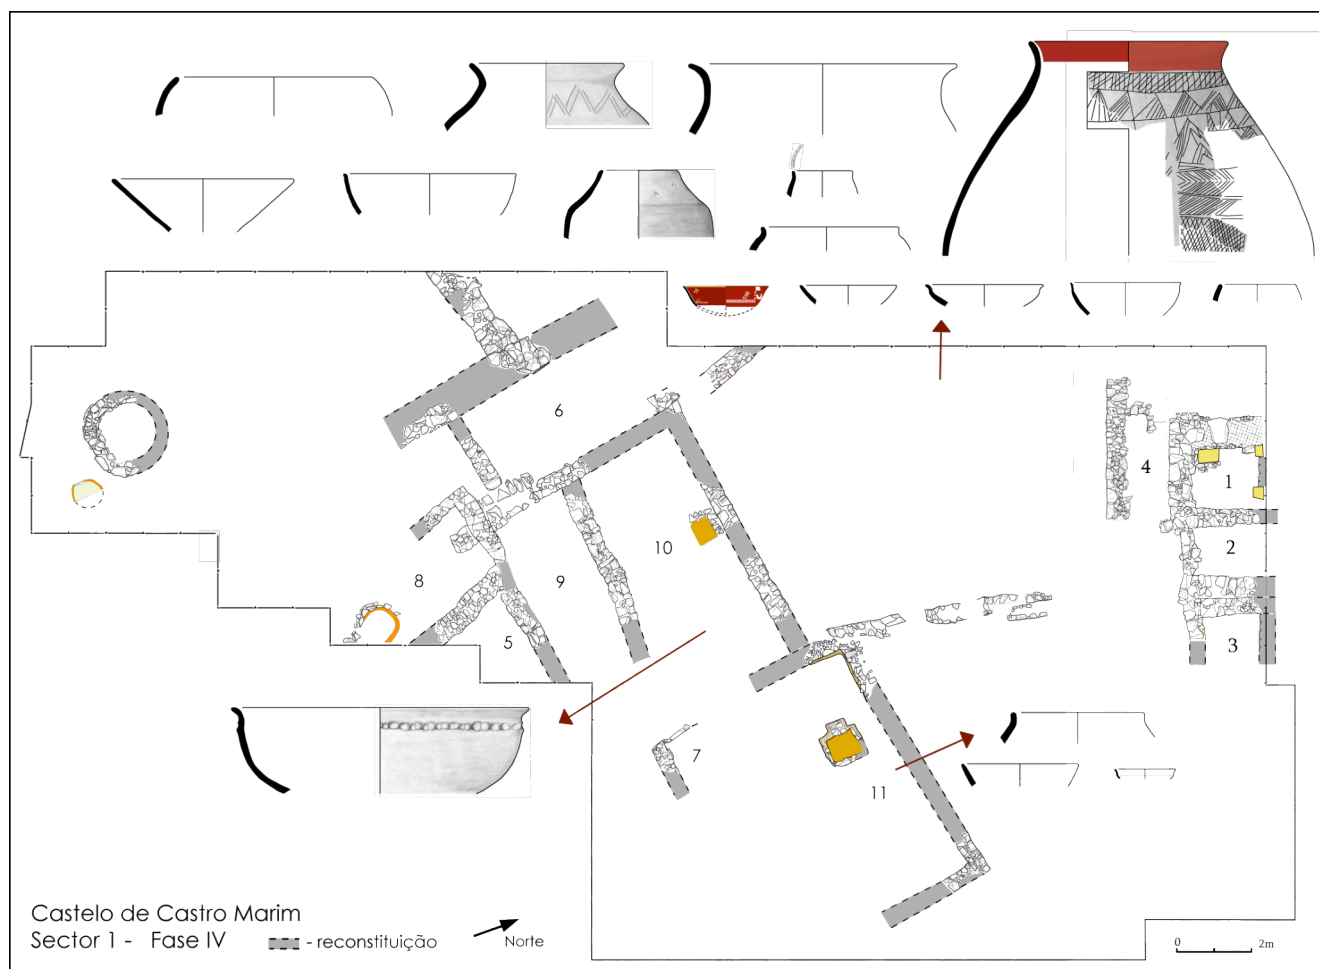 6
4
1
2
3
10
8
9
5
7
11
Castelo de Castro Marim
Sector 1 - Fase IV
- reconstituição
Norte
0 2m